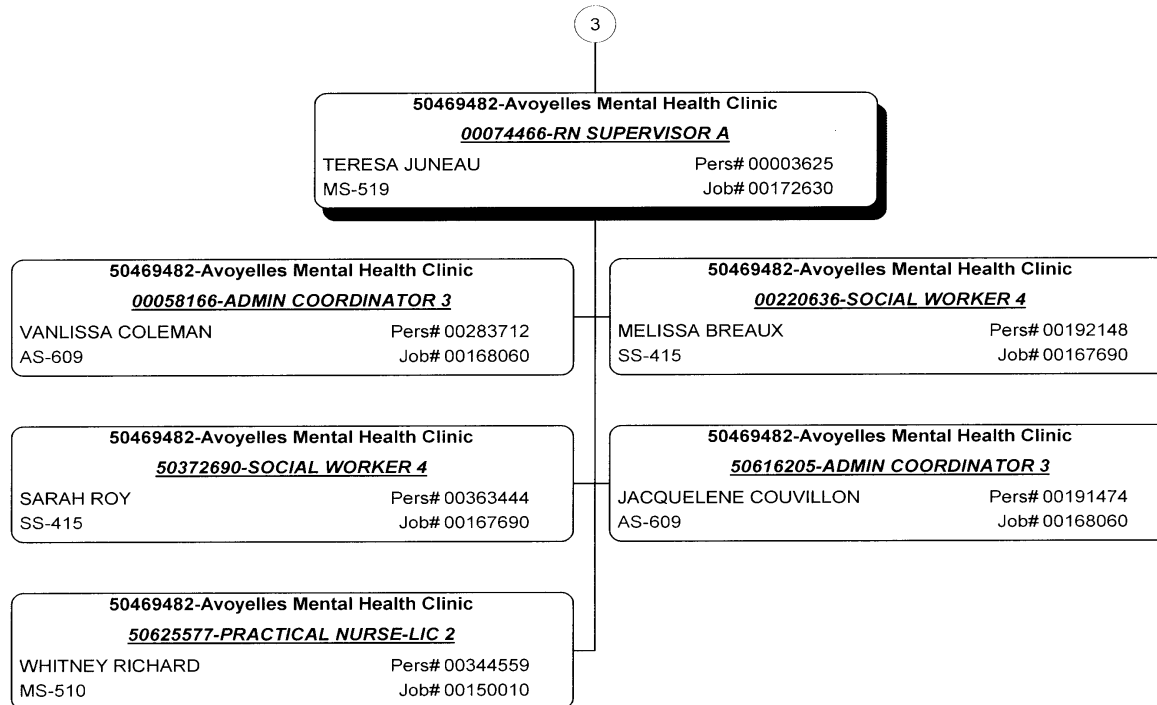 3
50469482-Avoyelles Mental Health Clinic
00074466-RN SUPERVISOR A
TERESA JUNEAU Pers# 00003625
MS-519 Job# 00172630
50469482-Avoyelles Mental Health Clinic
00058166-ADMIN COORDINATOR 3
VANLISSA COLEMAN Pers# 00283712
AS-609 Job# 00168060
50469482-Avoyelles Mental Health Clinic
00220636-SOCIAL WORKER 4
MELISSA BREAUX Pers# 00192148
SS-415 Job# 00167690
50469482-Avoyelles Mental Health Clinic
50372690-SOCIAL WORKER 4
SARAH ROY Pers# 00363444
SS-415 Job# 00167690
50469482-Avoyelles Mental Health Clinic
50616205-ADMIN COORDINATOR 3
JACQUELENE COUVILLON Pers# 00191474
AS-609 Job# 00168060
50469482-Avoyelles Mental Health Clinic
50625577-PRACTICAL NURSE-LIC 2
WHITNEY RICHARD Pers# 00344559
MS-510 Job# 00150010